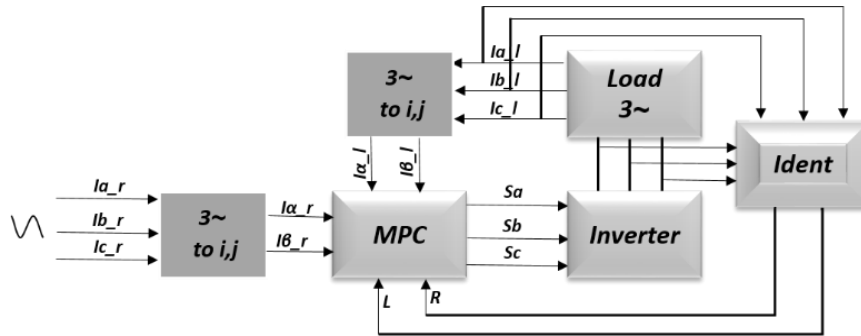 Ia_l
3~
to i,j
Ib_l
Ic_l
Load
3~
Ident
Iα_l
Iβ_l
Ia_r
Ib_r
Ic_r
3~
to i,j
Iα_r
Iβ_r
MPC
Sa
Sb
Sc
Inverter
L
R